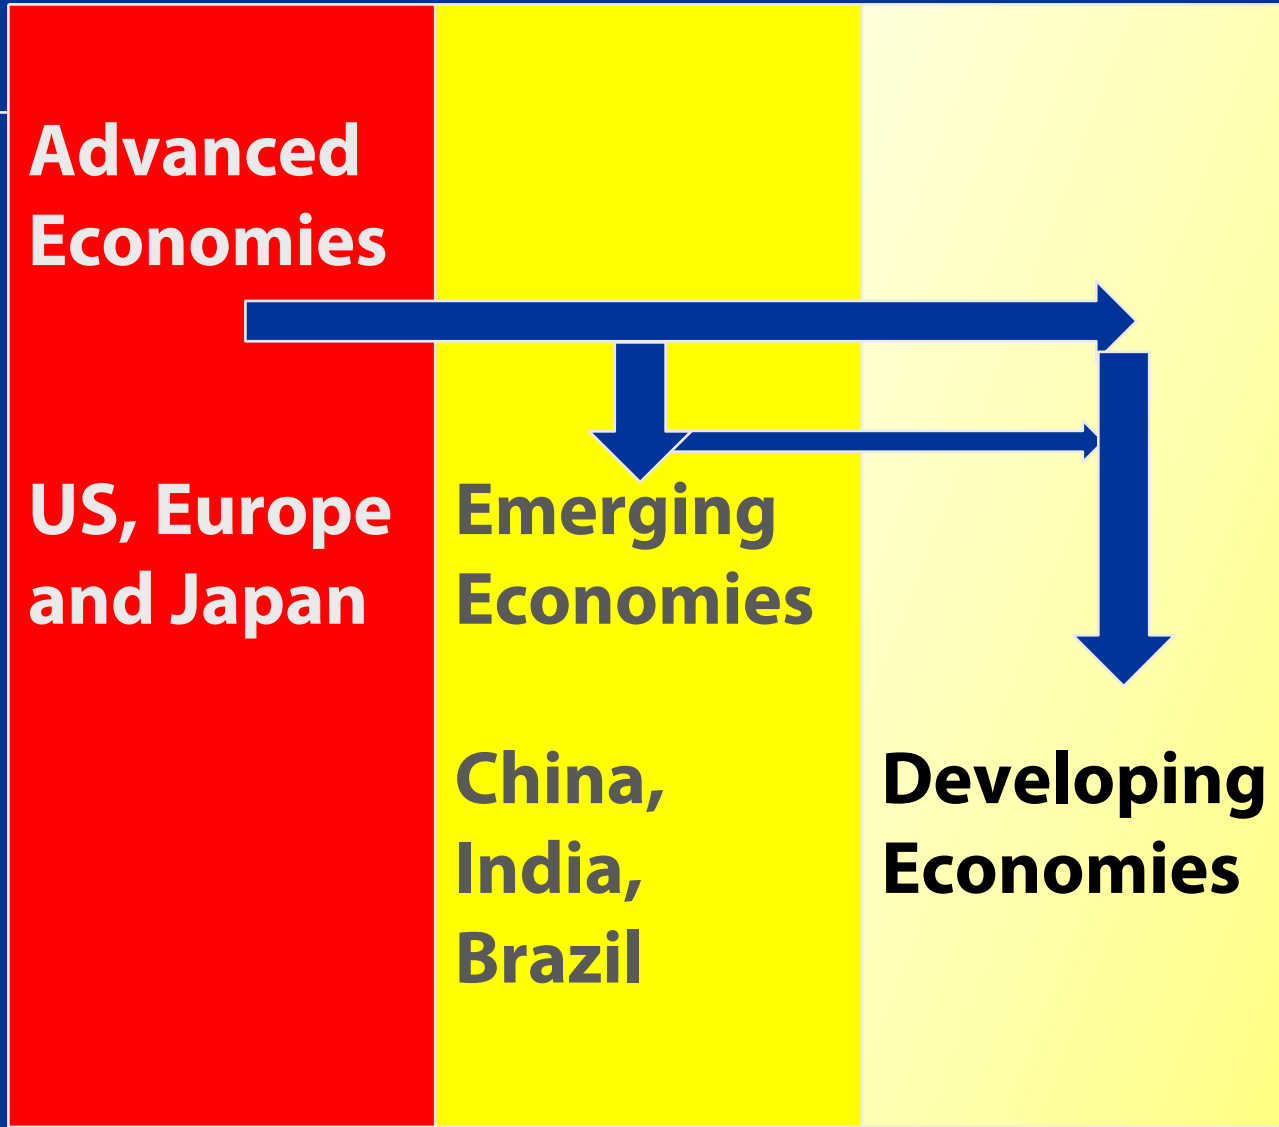 Advanced
Economies
US, Europe
and Japan
Emerging
Economies
China,
India,
Brazil
Developing
Economies